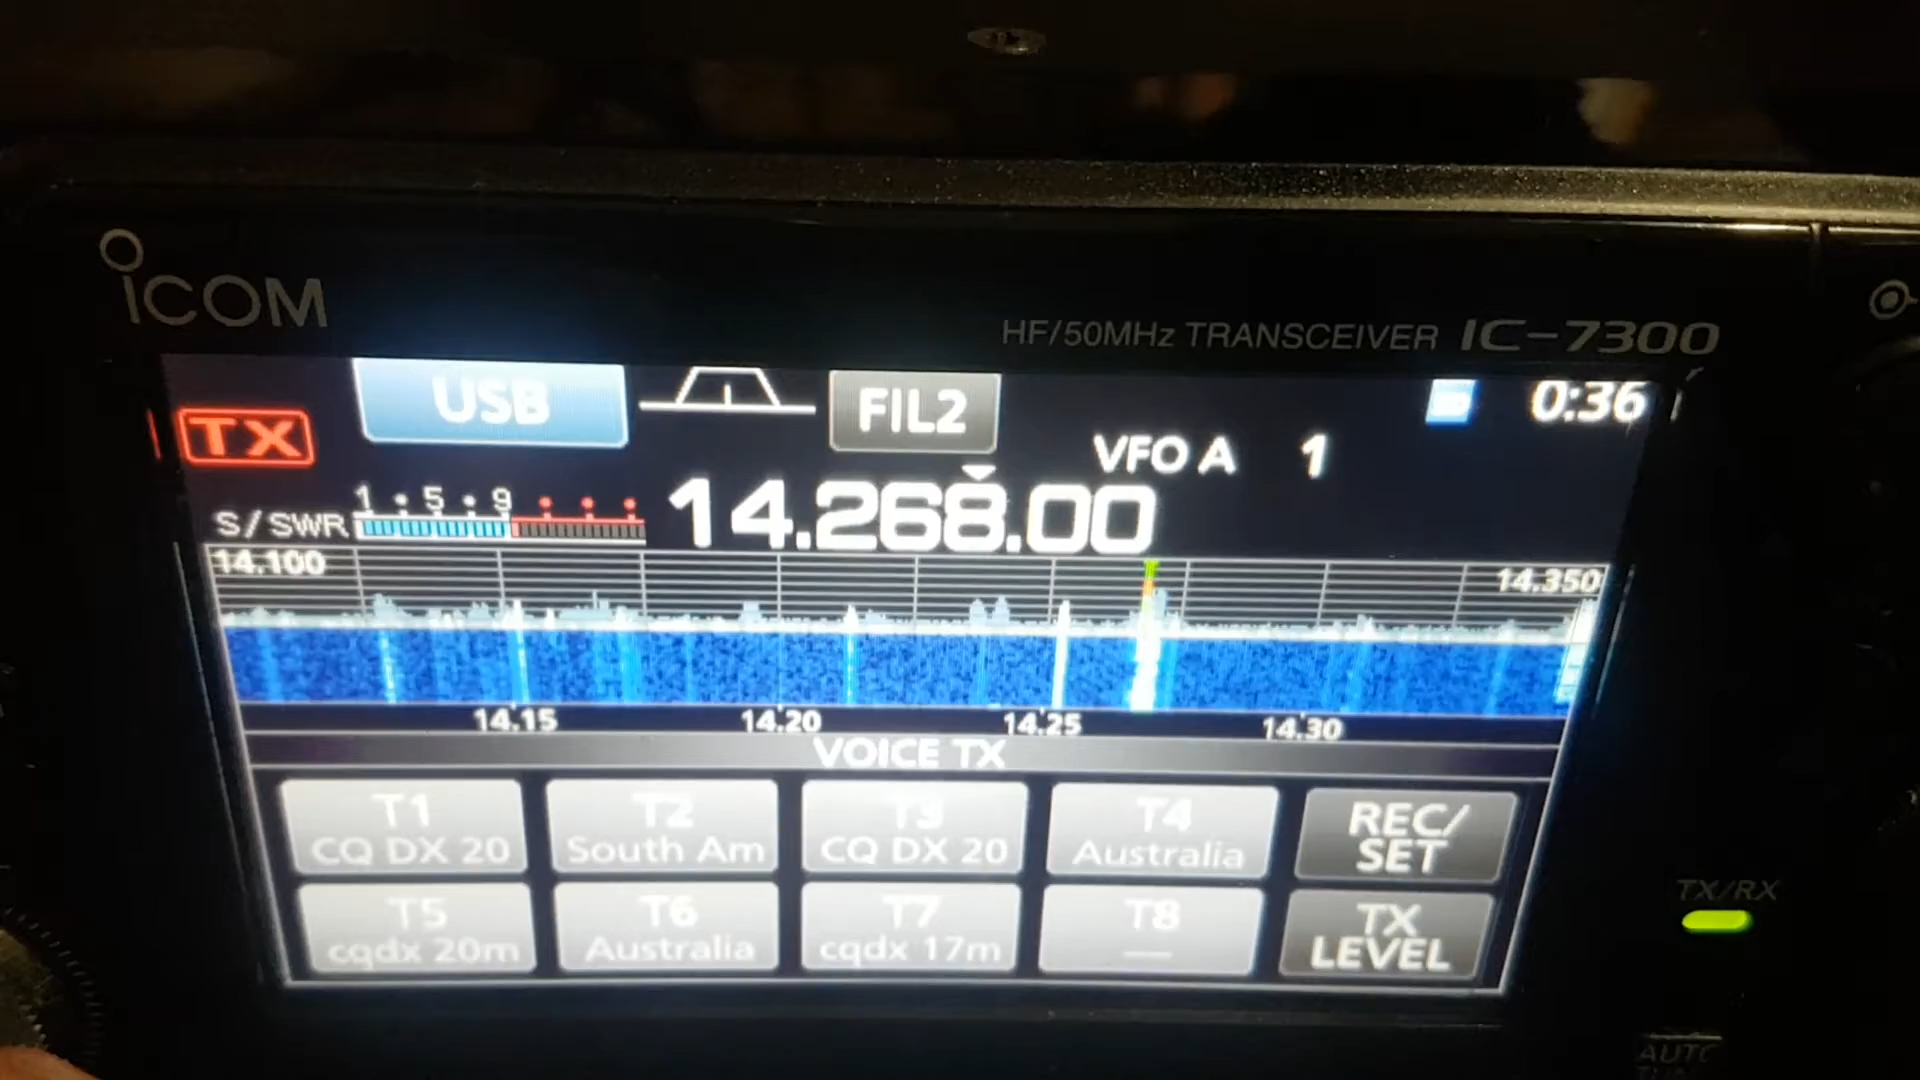 ICOM
HF/50MHz TRANSCEIVER IC-7300
TX
USB
FIL2
0:36
VFO A 1
S/SWR 1 • 5 • 9
14.268.00
14.100
14.350
14.15 14.20 14.25 14.30
VOICE TX
T1
CQ DX 20
T2
South Am
T3
CQ DX 20
T4
Australia
REC/
SET
T5
cqdx 20m
T6
Australia
T7
cqdx 17m
T8
---
TX
LEVEL
TX/RX
AUTO